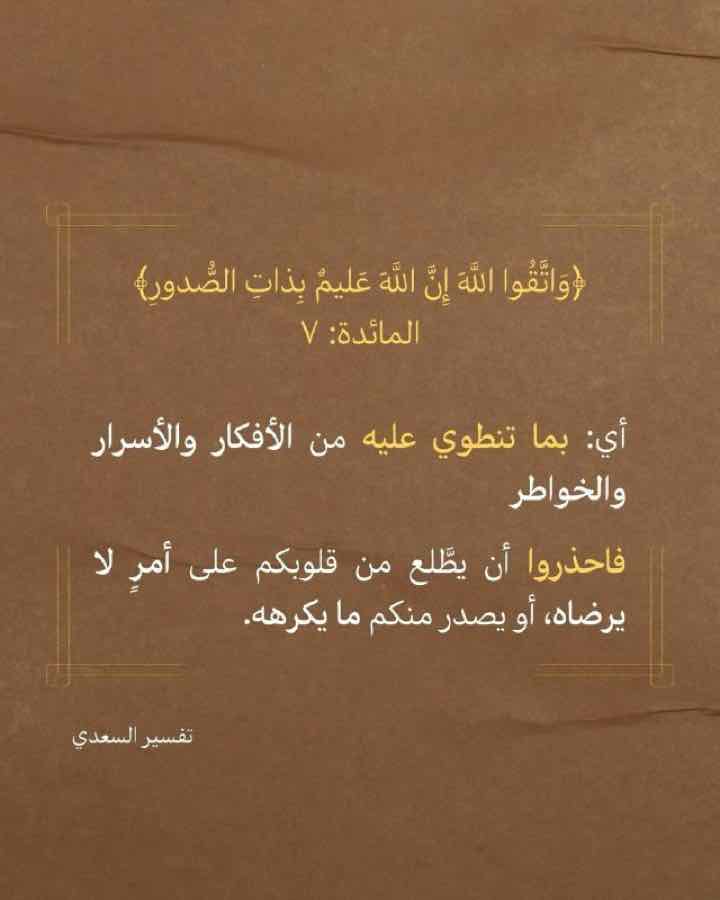 ﴿وَاتَّقُوا اللَّهَ إِنَّ اللَّهَ عَليمٌ بِذاتِ الصُّدورِ﴾
المائدة: ٧
أي: بما تنطوي عليه من الأفكار والأسرار
والخواطر
فاحذروا أن يطَّلع من قلوبكم على أمرٍ لا
يرضاه، أو يصدر منكم ما يكرهه.
تفسير السعدي